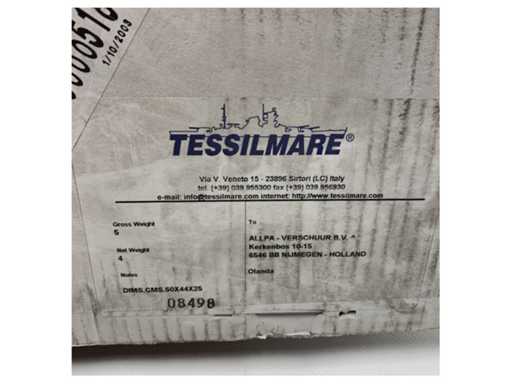 000518
1/10/2003
TESSILMARE®
Via V. Veneto 15 - 23896 Sirtori (LC) Italy
tel. (+39) 039 955300 fax (+39) 039 956930
e-mail: info@tessilmare.com internet: http://www.tessilmare.com
Gross Weight
5
Net Weight
4
Notes
DIMS.CMS.50X44X25
08498
To
ALLPA - VERSCHUUR B.V. ^
Kerkenbos 10-15
6546 BB NIJMEGEN - HOLLAND
Olanda